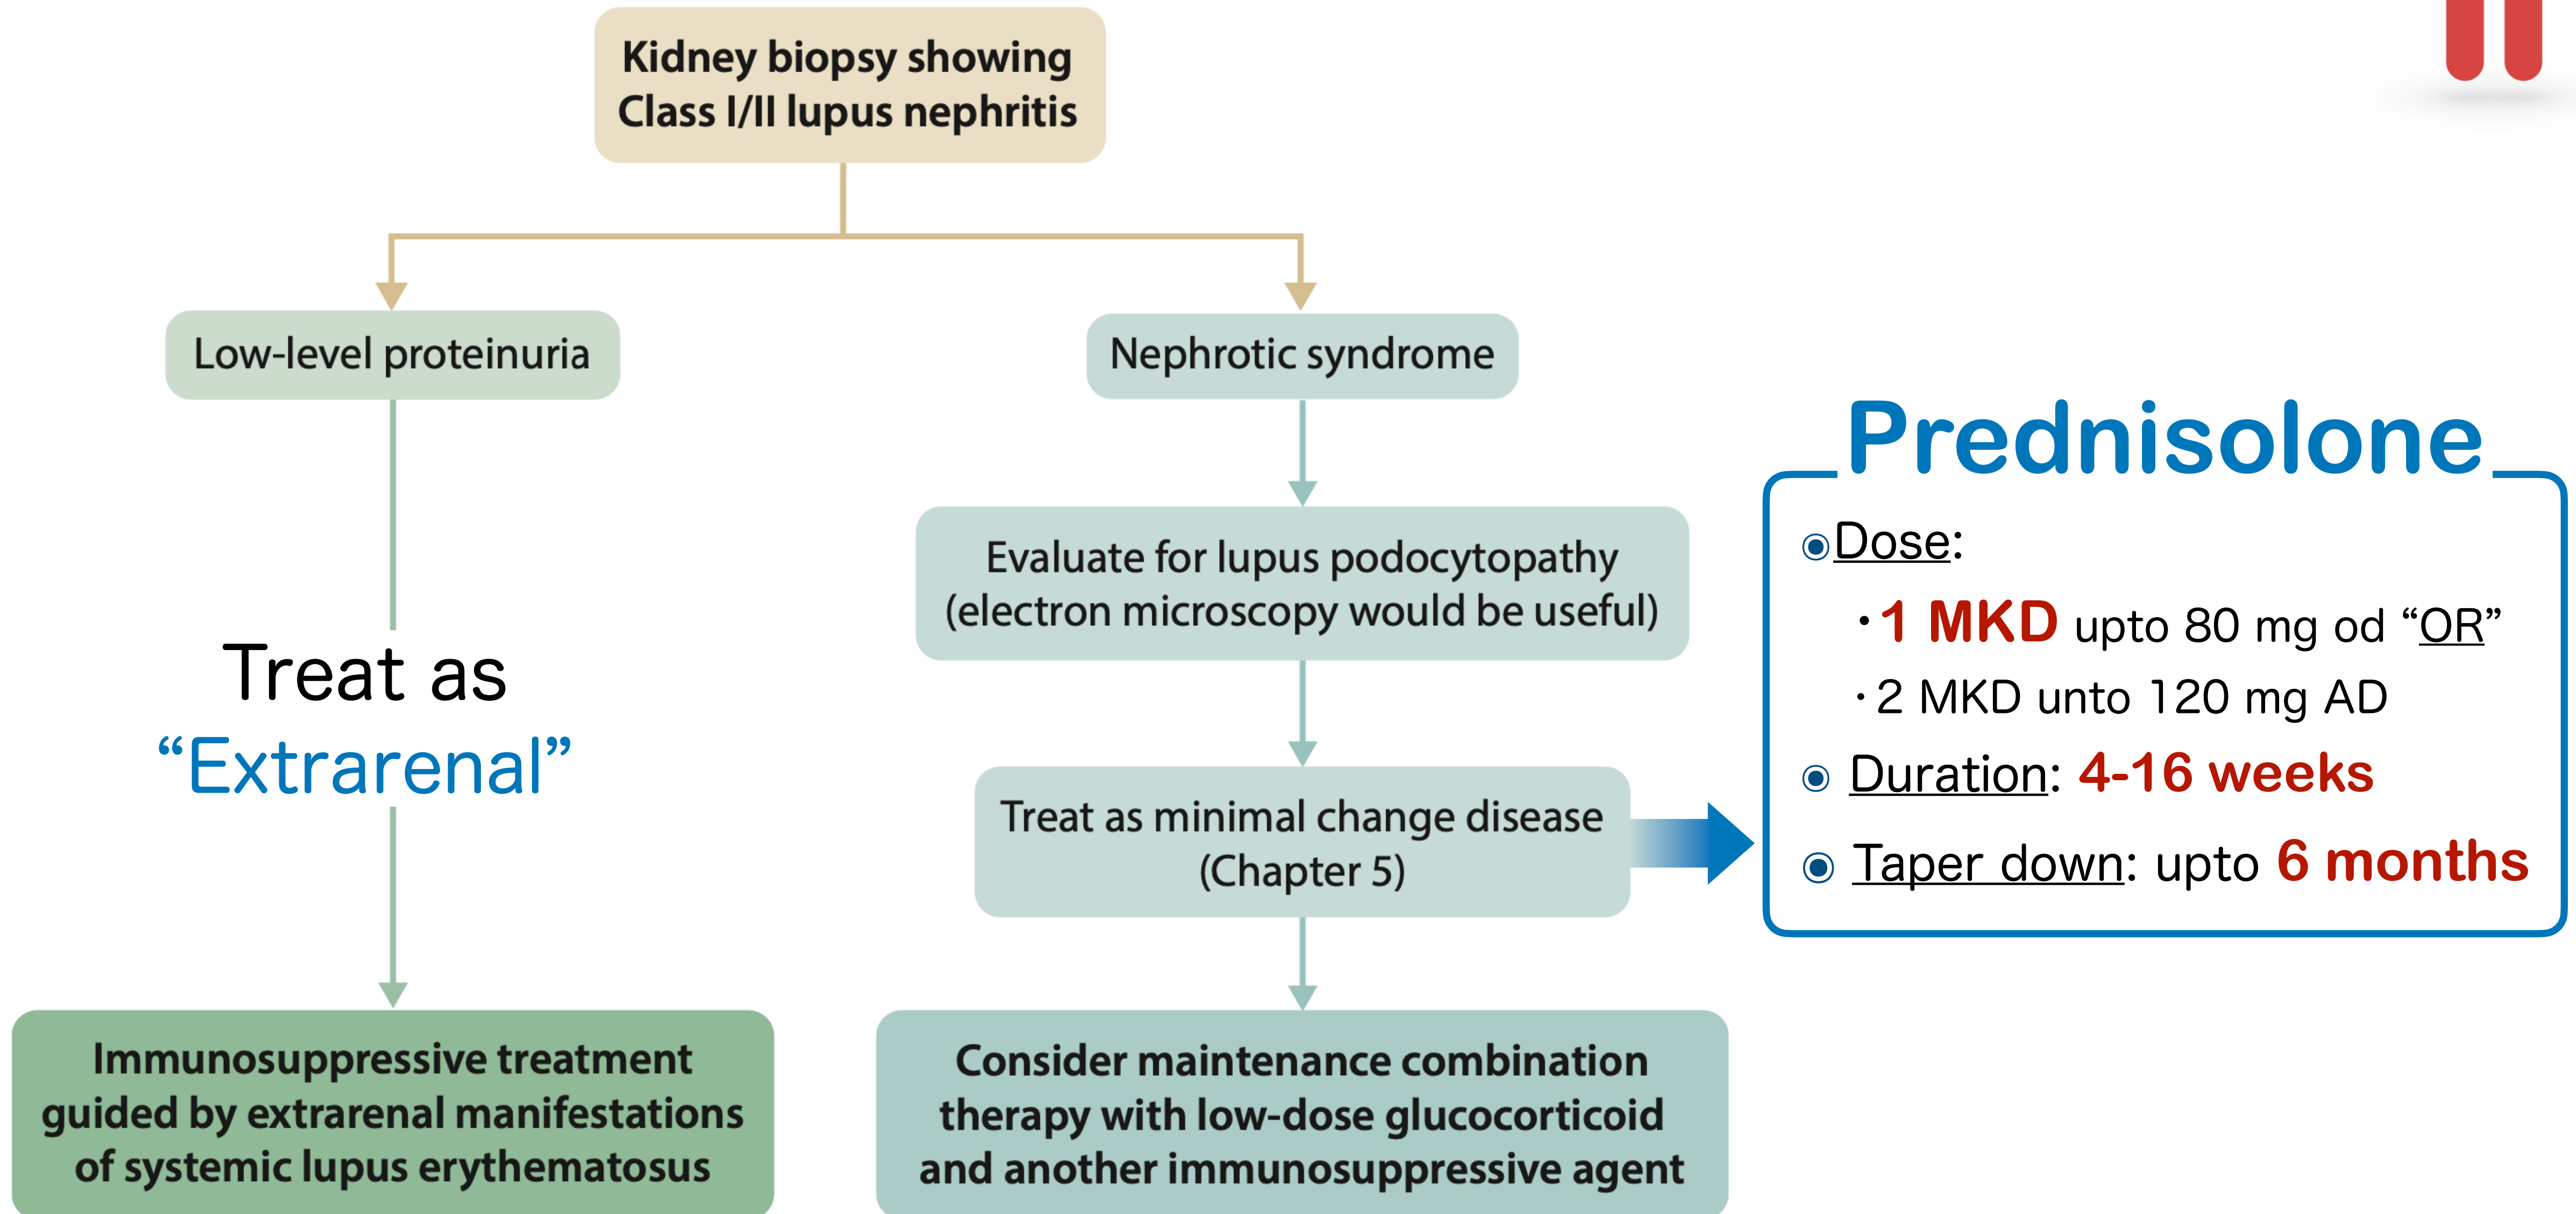 II
Kidney biopsy showing
Class I/II lupus nephritis
Low-level proteinuria
Nephrotic syndrome
Evaluate for lupus podocytopathy
(electron microscopy would be useful)
Treat as
“Extrarenal”
Treat as minimal change disease
(Chapter 5)
Immunosuppressive treatment
guided by extrarenal manifestations
of systemic lupus erythematosus
Consider maintenance combination
therapy with low-dose glucocorticoid
and another immunosuppressive agent
Prednisolone
Dose:
• 1 MKD upto 80 mg od “OR”
• 2 MKD unto 120 mg AD
Duration: 4-16 weeks
Taper down: upto 6 months